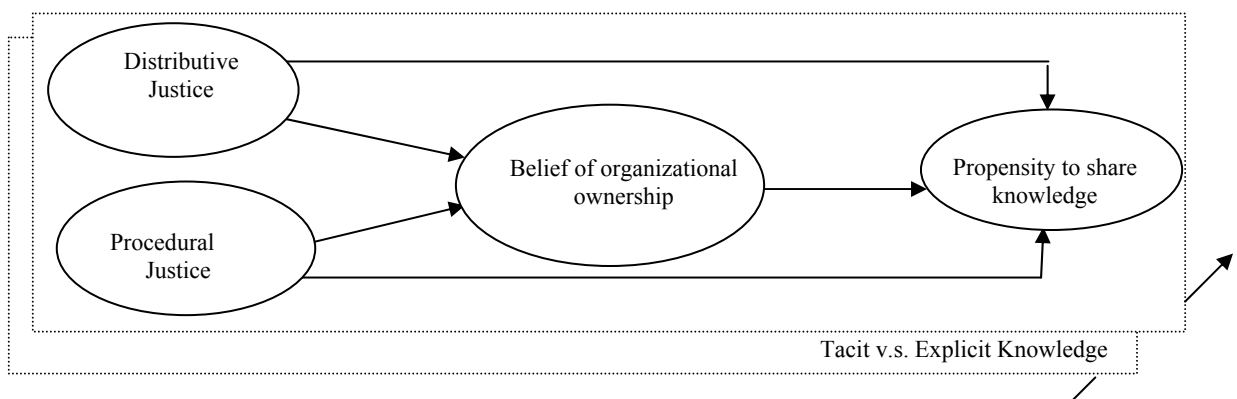 Distributive
Justice
Belief of organizational
ownership
Propensity to share
knowledge
Procedural
Justice
Tacit v.s. Explicit Knowledge